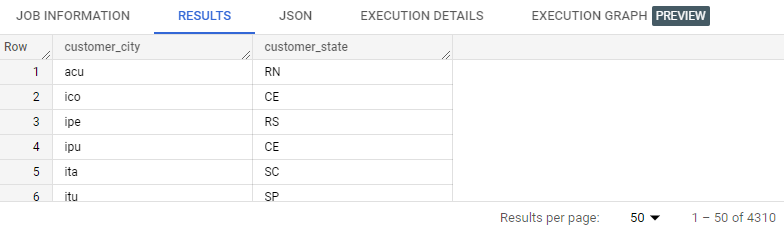 JOB INFORMATION RESULTS JSON EXECUTION DETAILS EXECUTION GRAPH PREVIEW
Row customer_city customer_state
1 acu RN
2 ico CE
3 ipe RS
4 ipu CE
5 ita SC
6 itu SP
Results per page: 50 1 – 50 of 4310